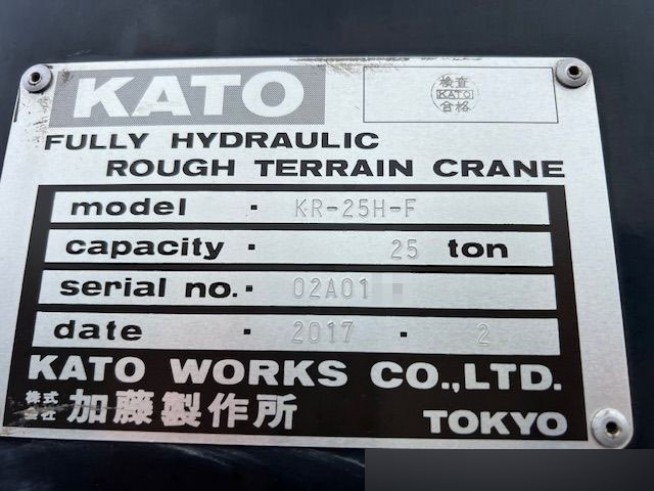 KATO
検査
KATO
合格
FULLY HYDRAULIC
ROUGH TERRAIN CRANE
model · KR-25H-F
capacity · 25 ton
serial no. · 02A01
date · 2017 · 2
KATO WORKS CO.,LTD.
株式会社 加藤製作所 TOKYO